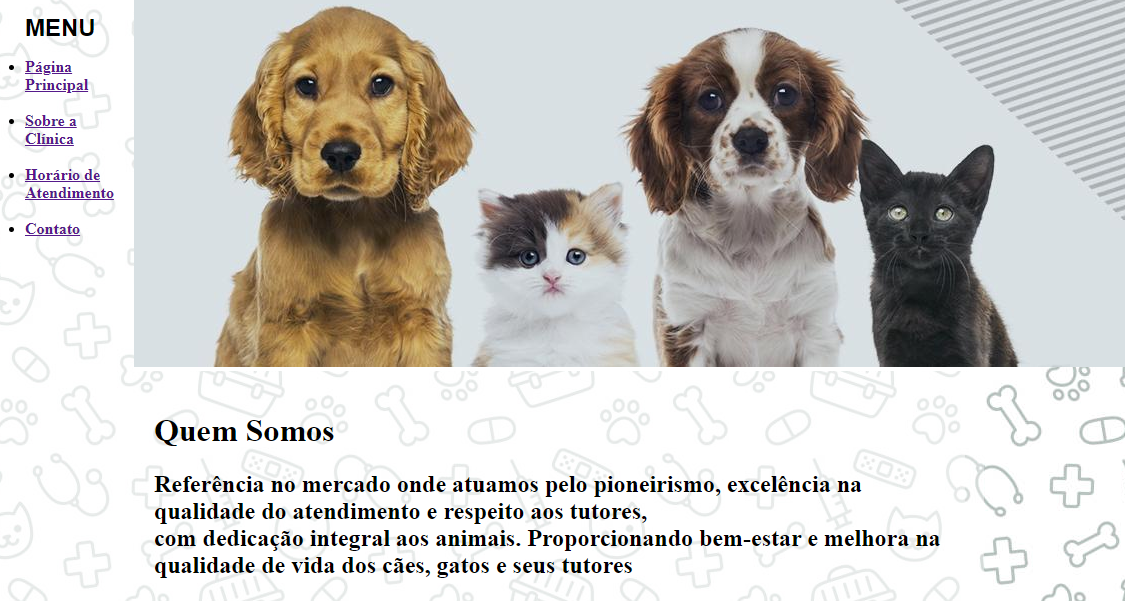 MENU
Página
Principal
Sobre a
Clínica
Horário de
Atendimento
Contato
Quem Somos
Referência no mercado onde atuamos pelo pioneirismo, excelência na
qualidade do atendimento e respeito aos tutores,
com dedicação integral aos animais. Proporcionando bem-estar e melhora na
qualidade de vida dos cães, gatos e seus tutores